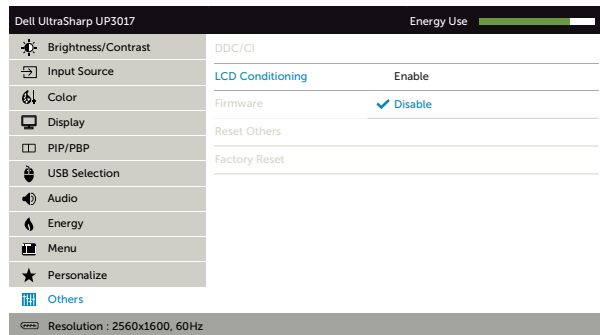 Dell UltraSharp UP3017 Energy Use
Brightness/Contrast DDC/CI
Input Source LCD Conditioning Enable
Color Firmware Disable
Display Reset Others
PIP/PBP Factory Reset
USB Selection
Audio
Energy
Menu
Personalize
Others
Resolution : 2560x1600, 60Hz